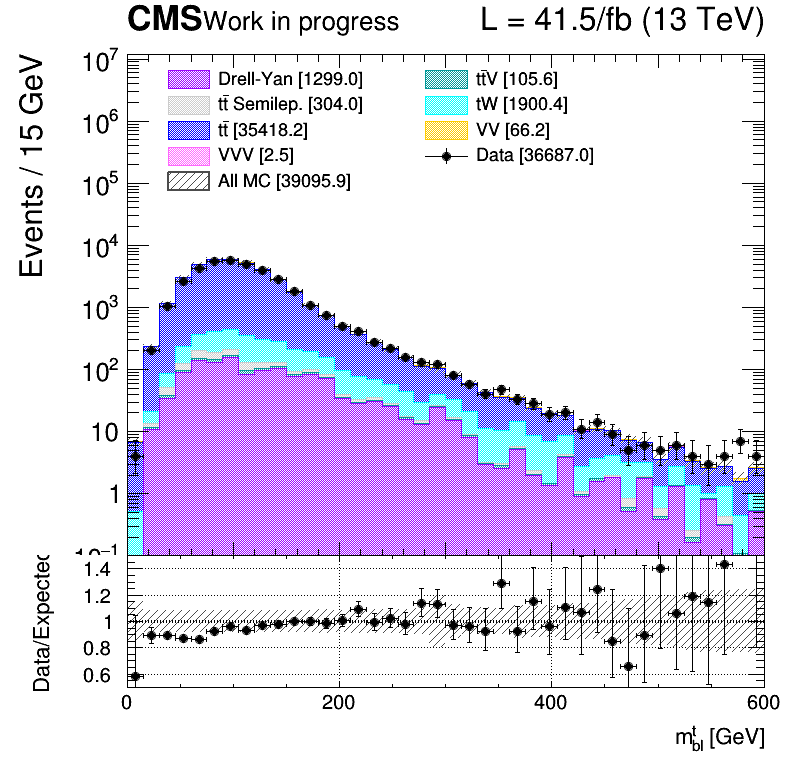 CMS Work in progress L = 41.5/fb (13 TeV)
Events / 15 GeV
10⁷
10⁶
10⁵
10⁴
10³
10²
10
1
10⁻¹
Drell-Yan [1299.0]
tt̄ Semilep. [304.0]
tt̄ [35418.2]
VVV [2.5]
All MC [39095.9]
tt̄V [105.6]
tW [1900.4]
VV [66.2]
Data [36687.0]
Data/Expected
1.4
1.2
1
0.8
0.6
0 200 400 600
m^t_bl [GeV]